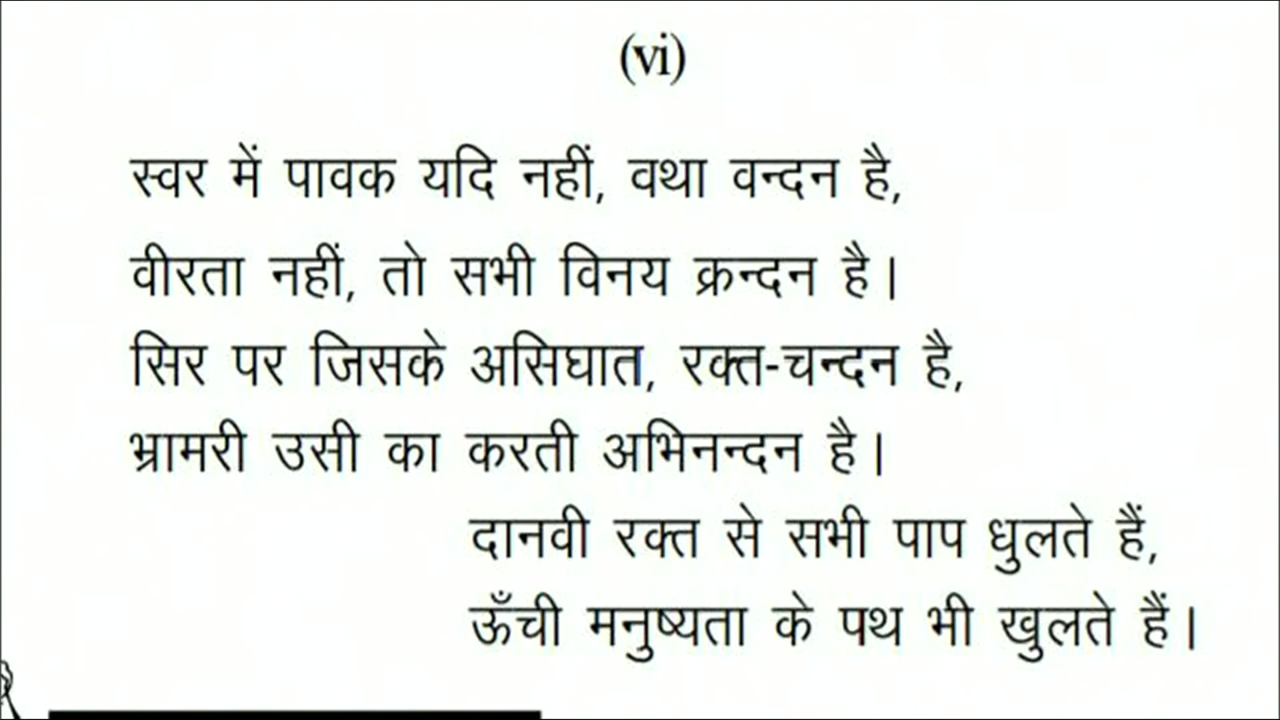 (vi)
स्वर में पावक यदि नहीं, वथा वन्दन है,
वीरता नहीं, तो सभी विनय क्रन्दन है।
सिर पर जिसके असिघात, रक्त-चन्दन है,
भ्रामरी उसी का करती अभिनन्दन है।
दानवी रक्त से सभी पाप धुलते हैं,
ऊँची मनुष्यता के पथ भी खुलते हैं।